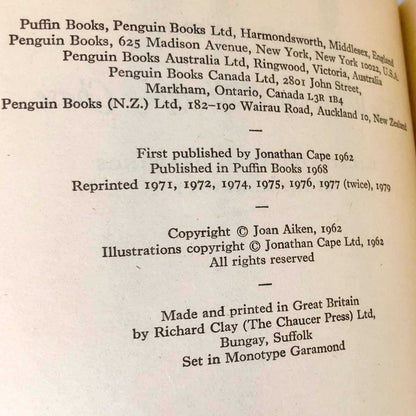 Puffin Books, Penguin Books Ltd, Harmondsworth, Middlesex, England
Penguin Books, 625 Madison Avenue, New York, New York 10022, U.S.A.
Penguin Books Australia Ltd, Ringwood, Victoria, Australia
Penguin Books Canada Ltd, 2801 John Street,
Markham, Ontario, Canada L3R 1B4
Penguin Books (N.Z.) Ltd, 182–190 Wairau Road, Auckland 10, New Zealand
—
First published by Jonathan Cape 1962
Published in Puffin Books 1968
Reprinted 1971, 1972, 1974, 1975, 1976, 1977 (twice), 1979
—
Copyright © Joan Aiken, 1962
Illustrations copyright © Jonathan Cape Ltd, 1962
All rights reserved
—
Made and printed in Great Britain
by Richard Clay (The Chaucer Press) Ltd,
Bungay, Suffolk
Set in Monotype Garamond